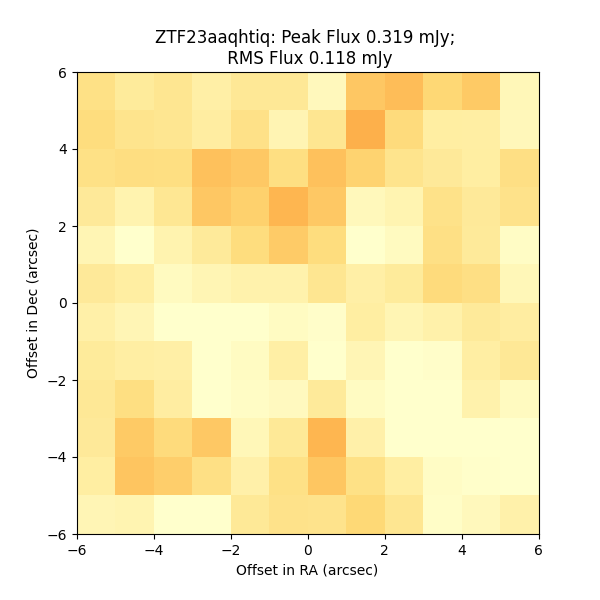 ZTF23aaqhtiq: Peak Flux 0.319 mJy;
RMS Flux 0.118 mJy
6
4
2
0
−2
−4
−6
Offset in Dec (arcsec)
−6 −4 −2 0 2 4 6
Offset in RA (arcsec)